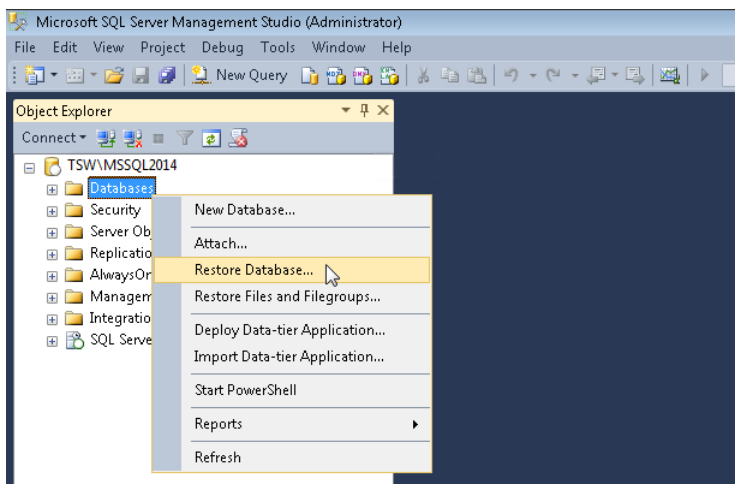 Microsoft SQL Server Management Studio (Administrator)
File Edit View Project Debug Tools Window Help
New Query
Object Explorer
Connect
TSW\MSSQL2014
Databases
Security
Server Ob
Replicatio
AlwaysOr
Managem
Integratio
SQL Serve
New Database...
Attach...
Restore Database...
Restore Files and Filegroups...
Deploy Data-tier Application...
Import Data-tier Application...
Start PowerShell
Reports
Refresh